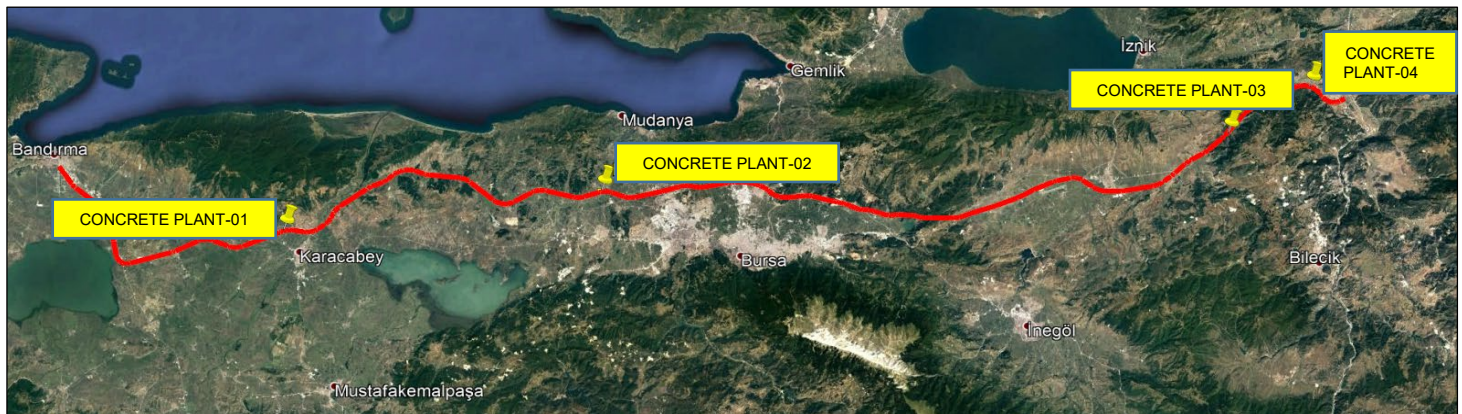 İznik
CONCRETE
PLANT-04
Gemlik
CONCRETE PLANT-03
Mudanya
Bandırma
CONCRETE PLANT-02
CONCRETE PLANT-01
Karacabey
Bursa
Bilecik
İnegöl
Mustafakemalpaşa